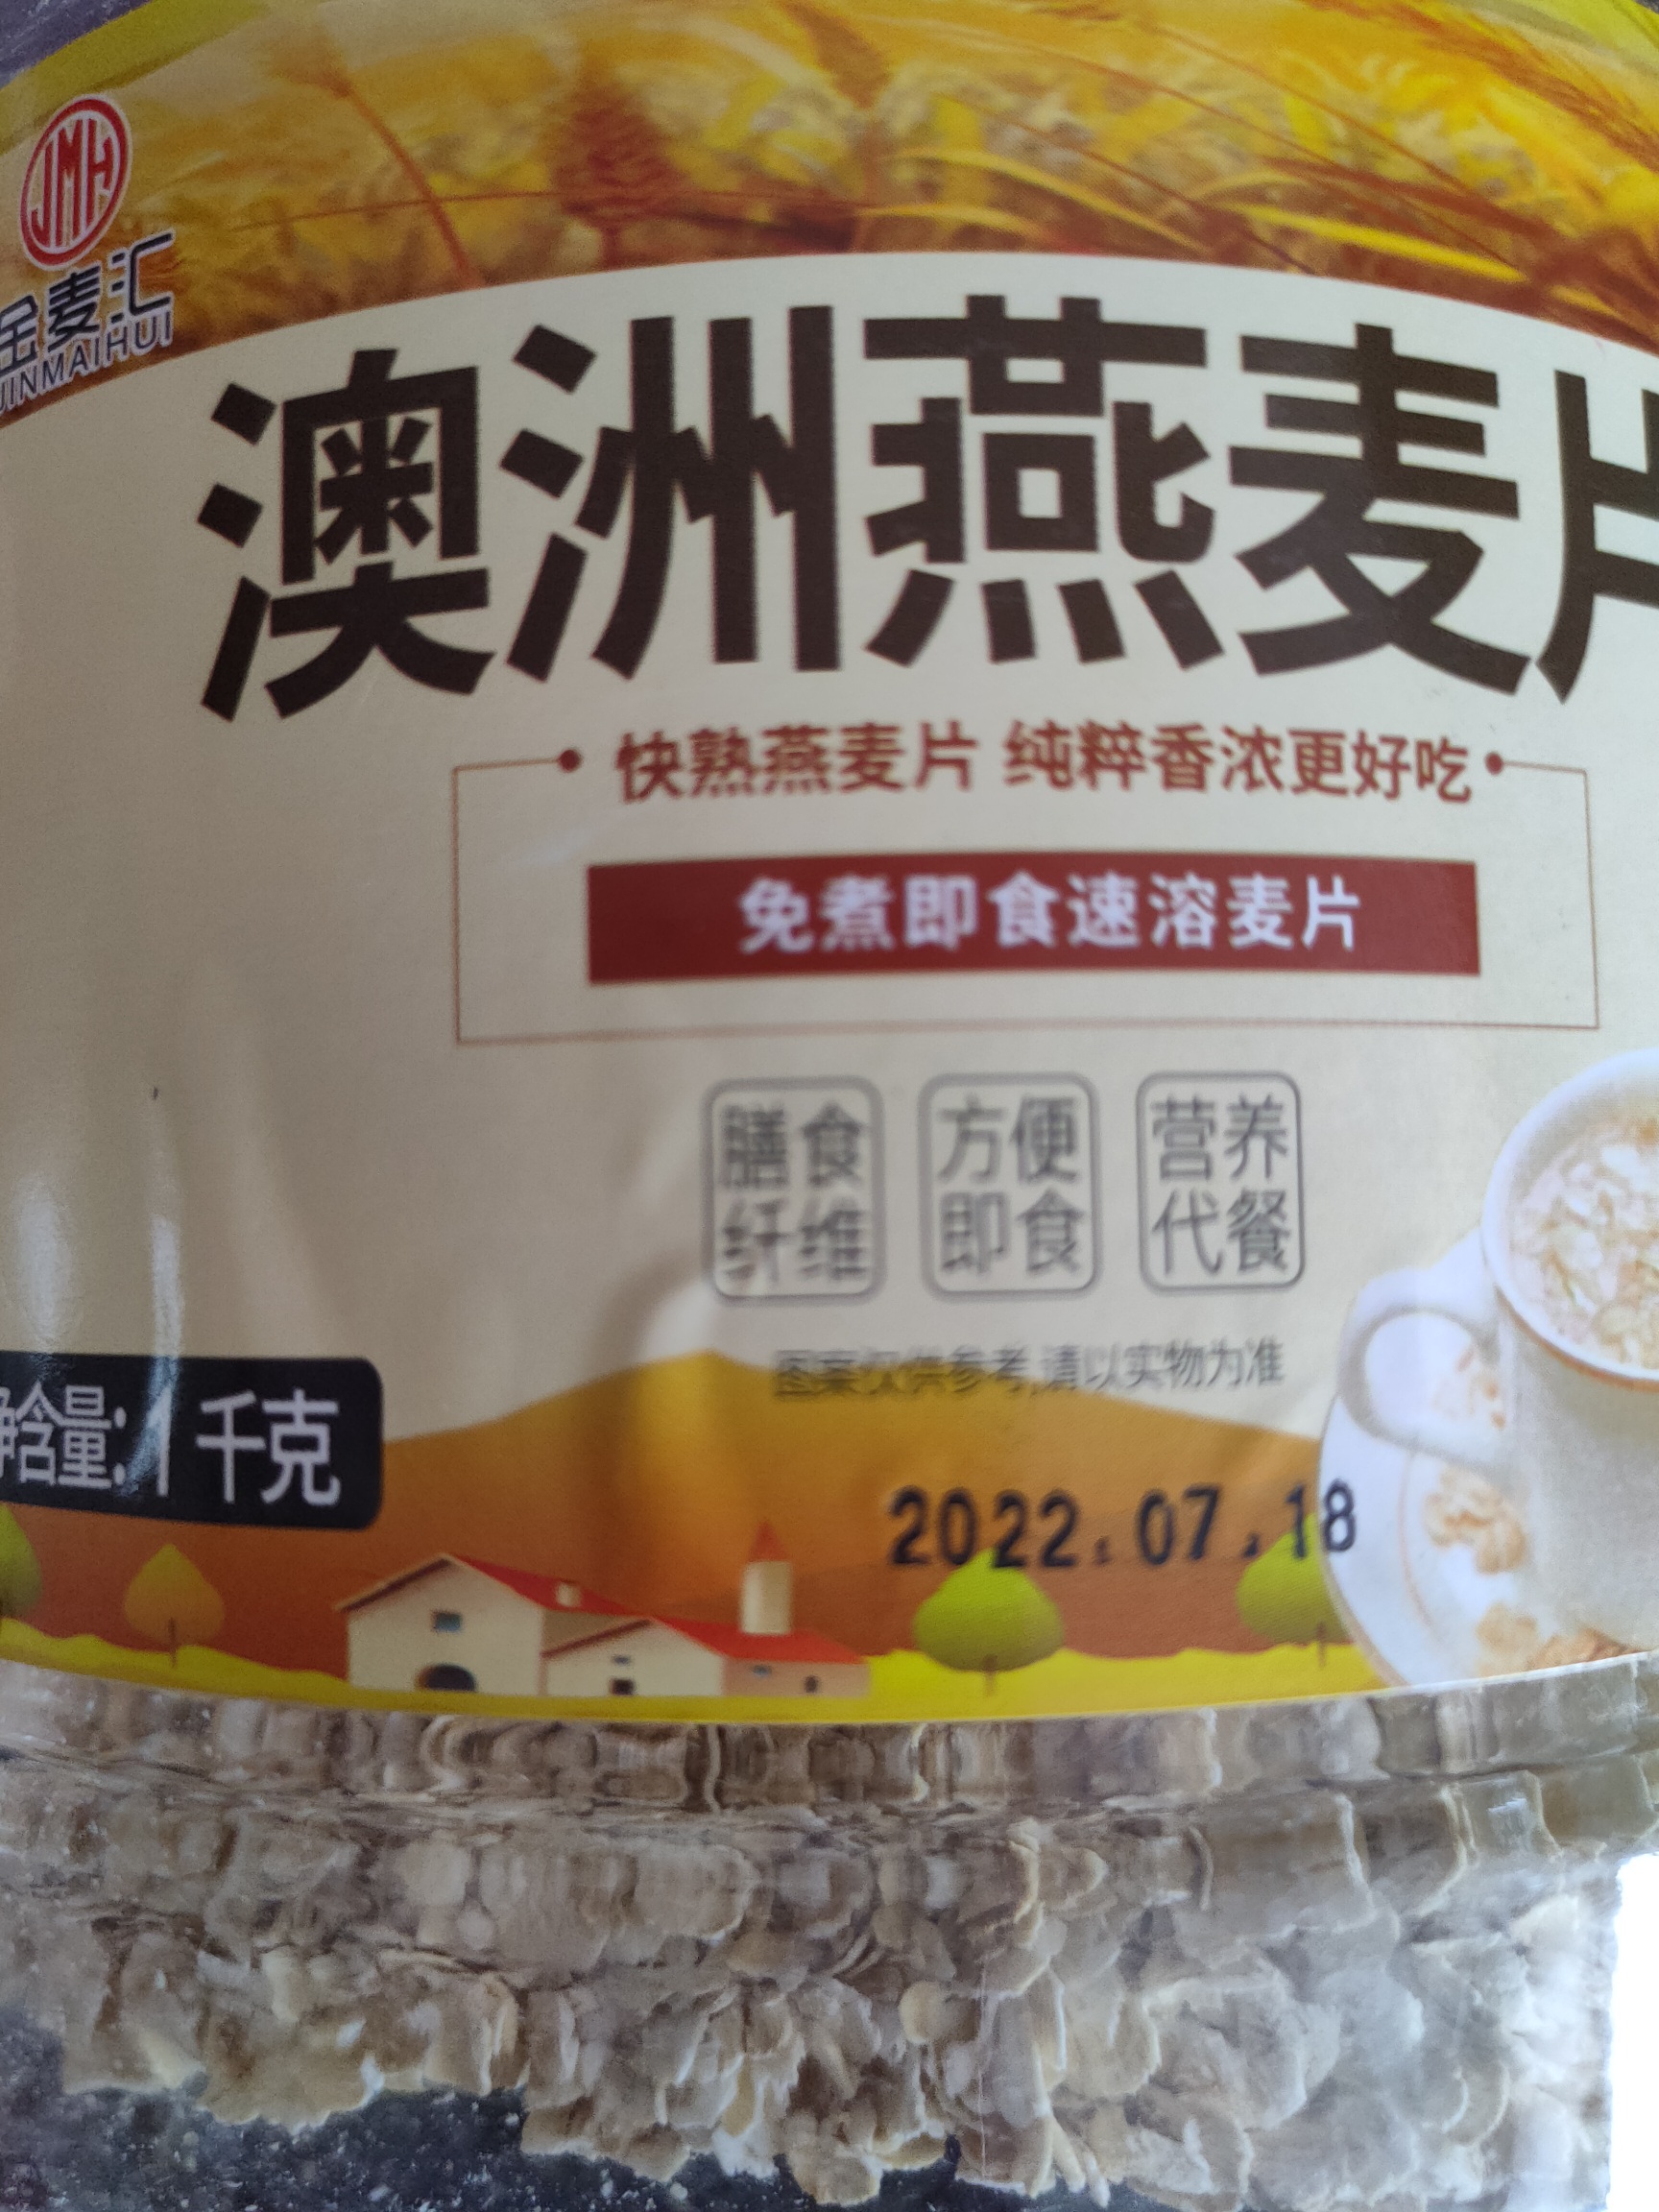 JMH
金麦汇
JINMAIHUI
澳洲燕麦片
快熟燕麦片 纯粹香浓更好吃
免煮即食速溶麦片
膳食
纤维
方便
即食
营养
代餐
图案仅供参考,请以实物为准
净含量:1千克
2022.07.18